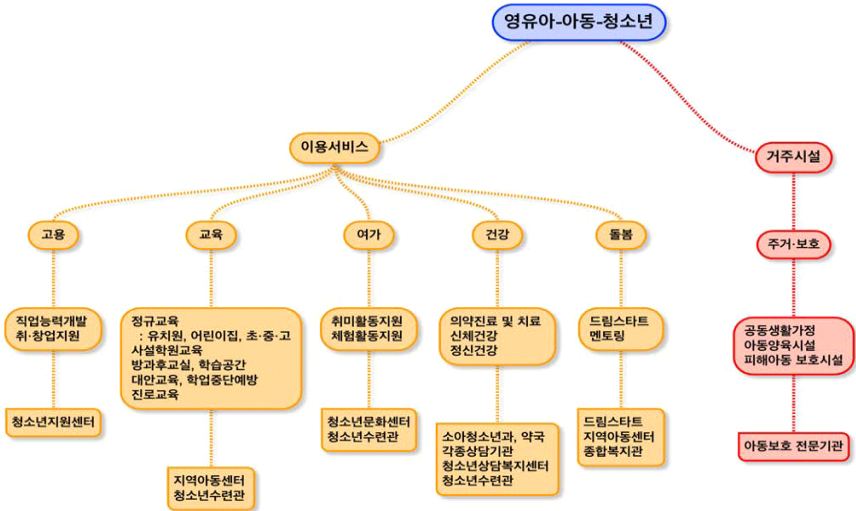 영유아-아동-청소년
이용서비스
거주시설
고용
교육
여가
건강
돌봄
주거·보호
직업능력개발
취·창업지원
정규교육
: 유치원, 어린이집, 초·중·고
사설학원교육
방과후교실, 학습공간
대안교육, 학업중단예방
진로교육
취미활동지원
체험활동지원
의약진료 및 치료
신체건강
정신건강
드림스타트
멘토링
공동생활가정
아동양육시설
피해아동 보호시설
청소년지원센터
지역아동센터
청소년수련관
청소년문화센터
청소년수련관
소아청소년과, 약국
각종상담기관
청소년상담복지센터
청소년수련관
드림스타트
지역아동센터
종합복지관
아동보호 전문기관